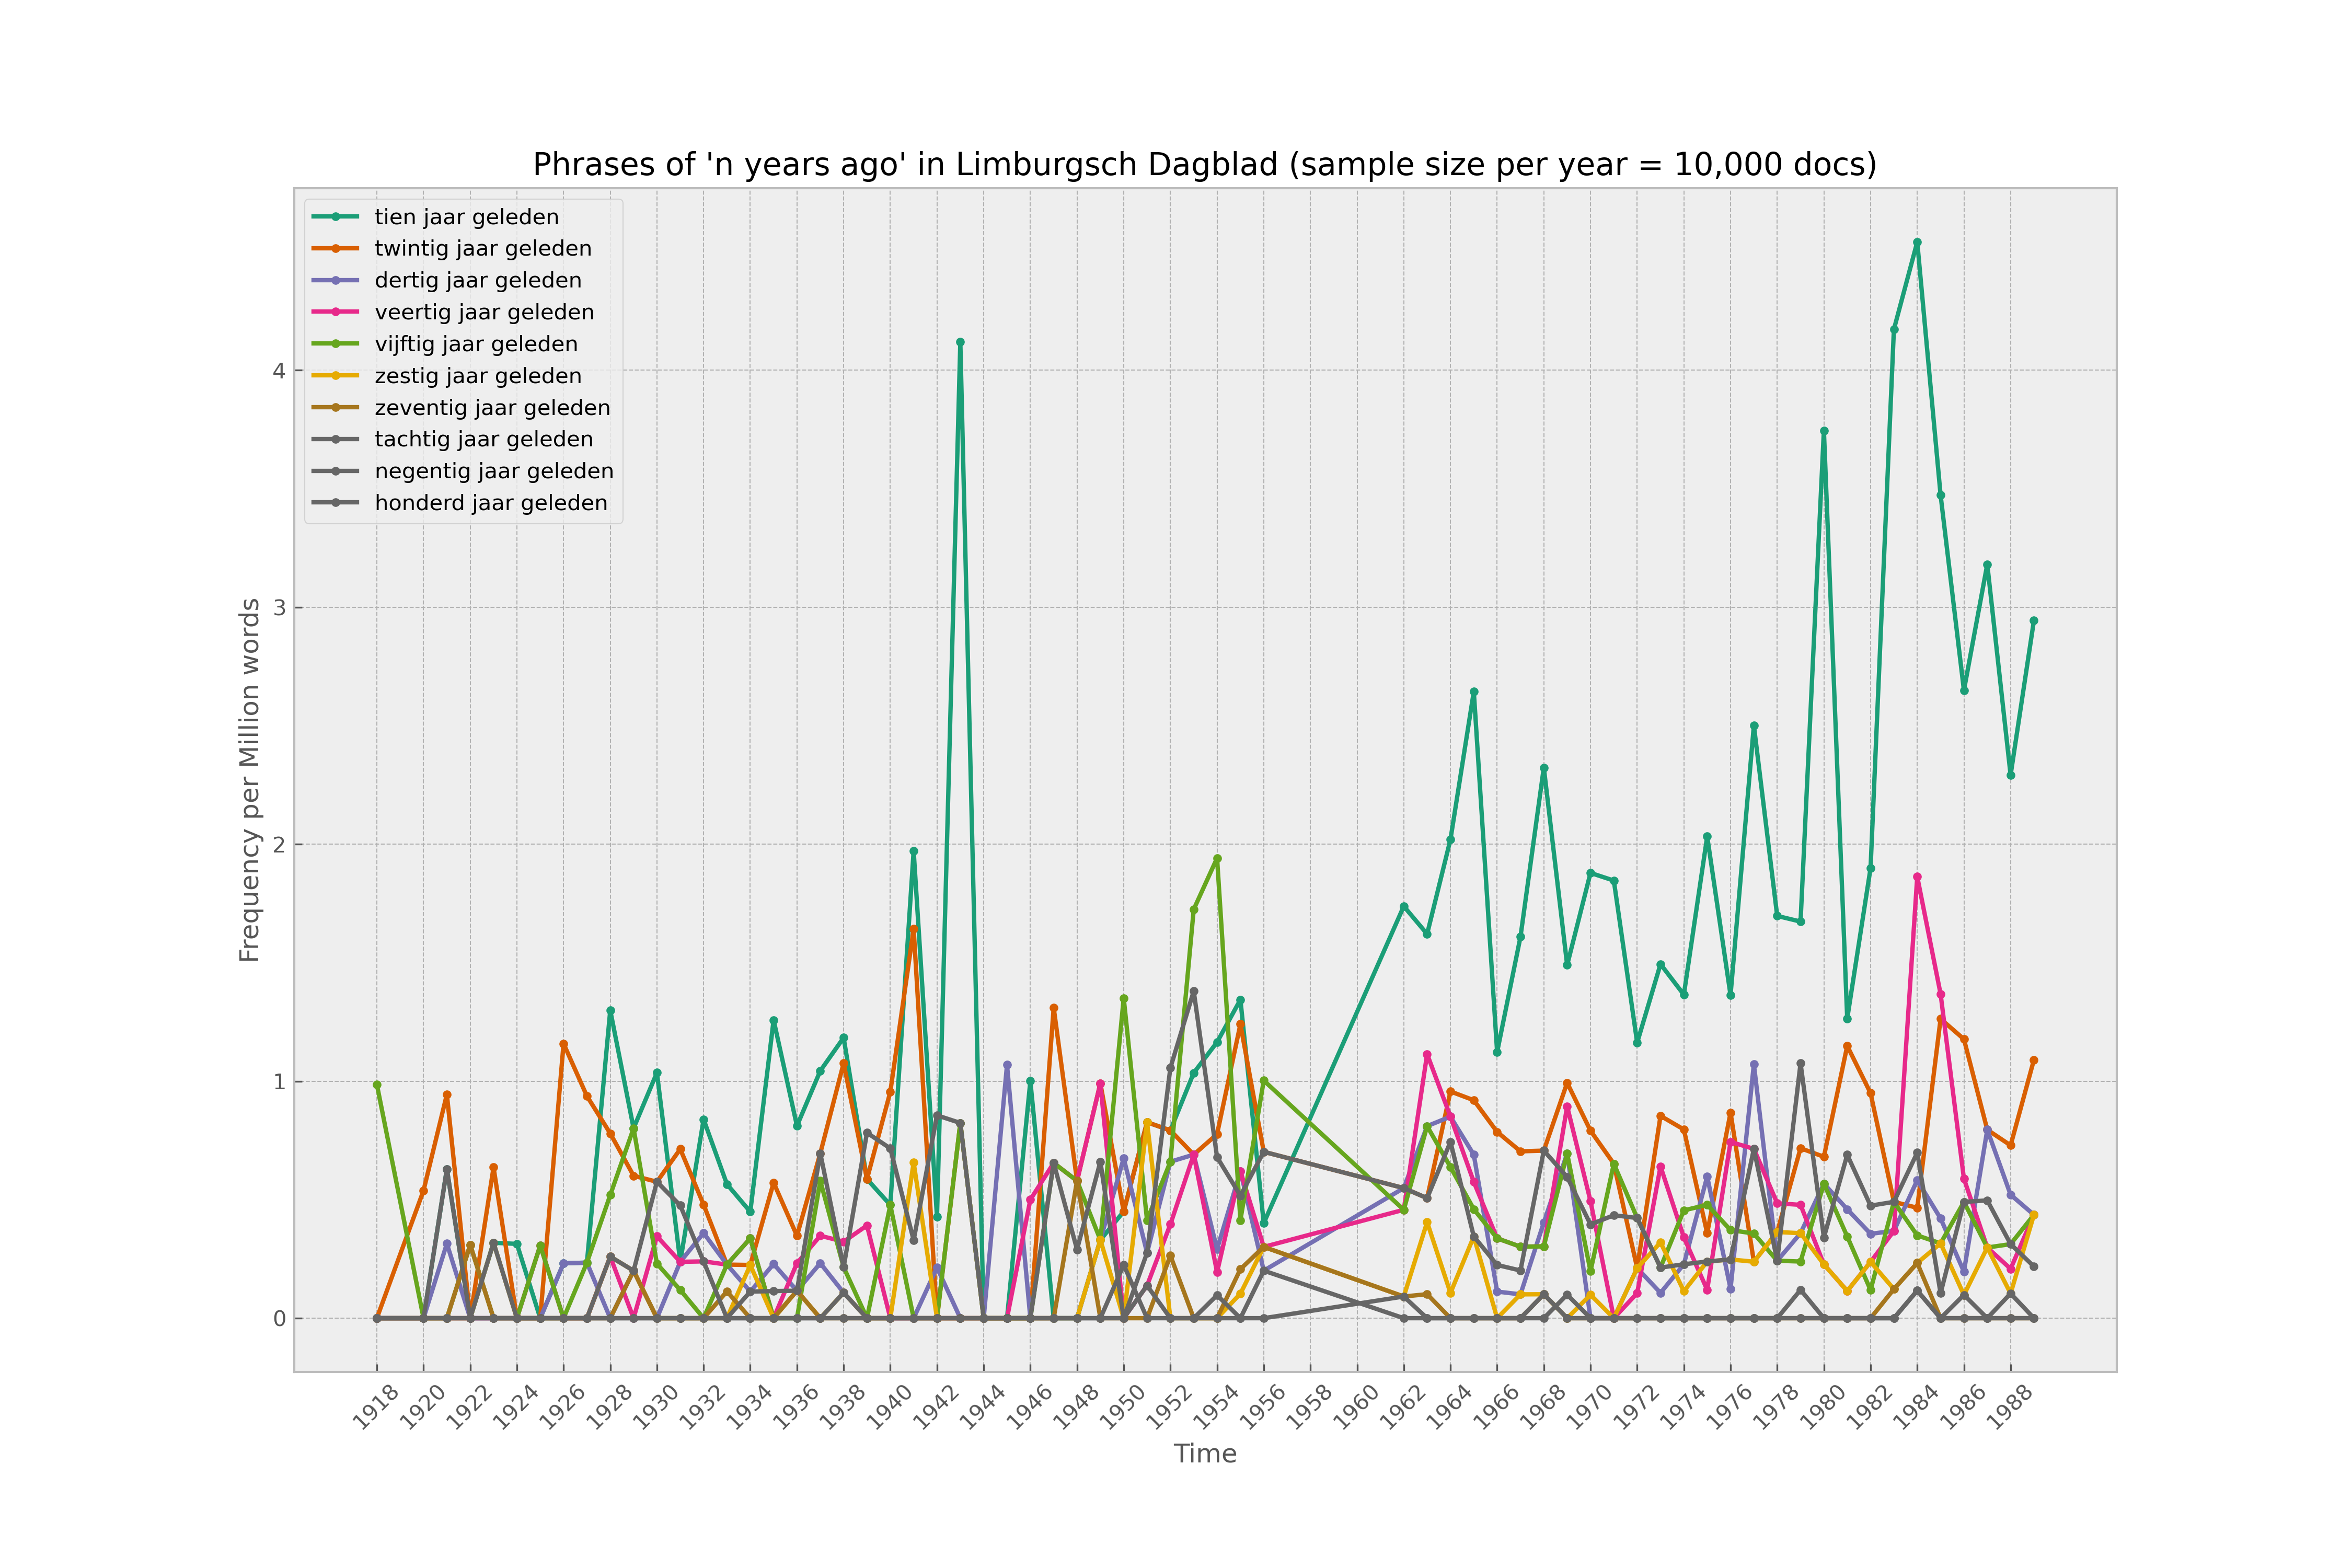 Phrases of 'n years ago' in Limburgsch Dagblad (sample size per year = 10,000 docs)
tien jaar geleden
twintig jaar geleden
dertig jaar geleden
veertig jaar geleden
vijftig jaar geleden
zestig jaar geleden
zeventig jaar geleden
tachtig jaar geleden
negentig jaar geleden
honderd jaar geleden
Frequency per Million words
4
3
2
1
0
1918 1920 1922 1924 1926 1928 1930 1932 1934 1936 1938 1940 1942 1944 1946 1948 1950 1952 1954 1956 1958 1960 1962 1964 1966 1968 1970 1972 1974 1976 1978 1980 1982 1984 1986 1988
Time